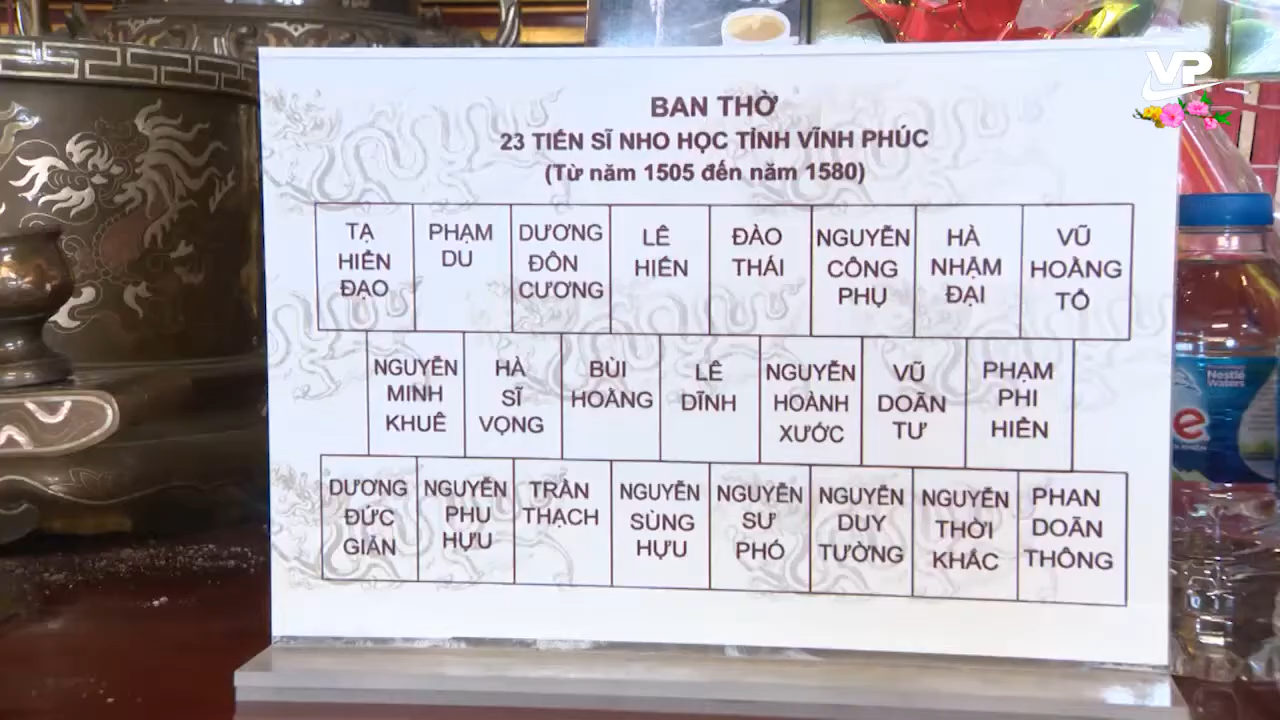 VP
BAN THỜ
23 TIẾN SĨ NHO HỌC TỈNH VĨNH PHÚC
(Từ năm 1505 đến năm 1580)
TẠ HIỂN ĐẠO
PHẠM DU
DƯƠNG ĐÔN CƯƠNG
LÊ HIẾN
ĐÀO THÁI
NGUYỄN CÔNG PHỤ
HÀ NHẬM ĐẠI
VŨ HOẰNG TỔ
NGUYỄN MINH KHUÊ
HÀ SĨ VỌNG
BÙI HOẰNG
LÊ DĨNH
NGUYỄN HOÀNH XƯỚC
VŨ DOÃN TƯ
PHẠM PHI HIỂN
DƯƠNG ĐỨC GIẢN
NGUYỄN PHU HỰU
TRẦN THẠCH
NGUYỄN SÙNG HỰU
NGUYỄN SƯ PHÓ
NGUYỄN DUY TƯỜNG
NGUYỄN THỜI KHẮC
PHAN DOÃN THÔNG
Nestlé
Waters
e